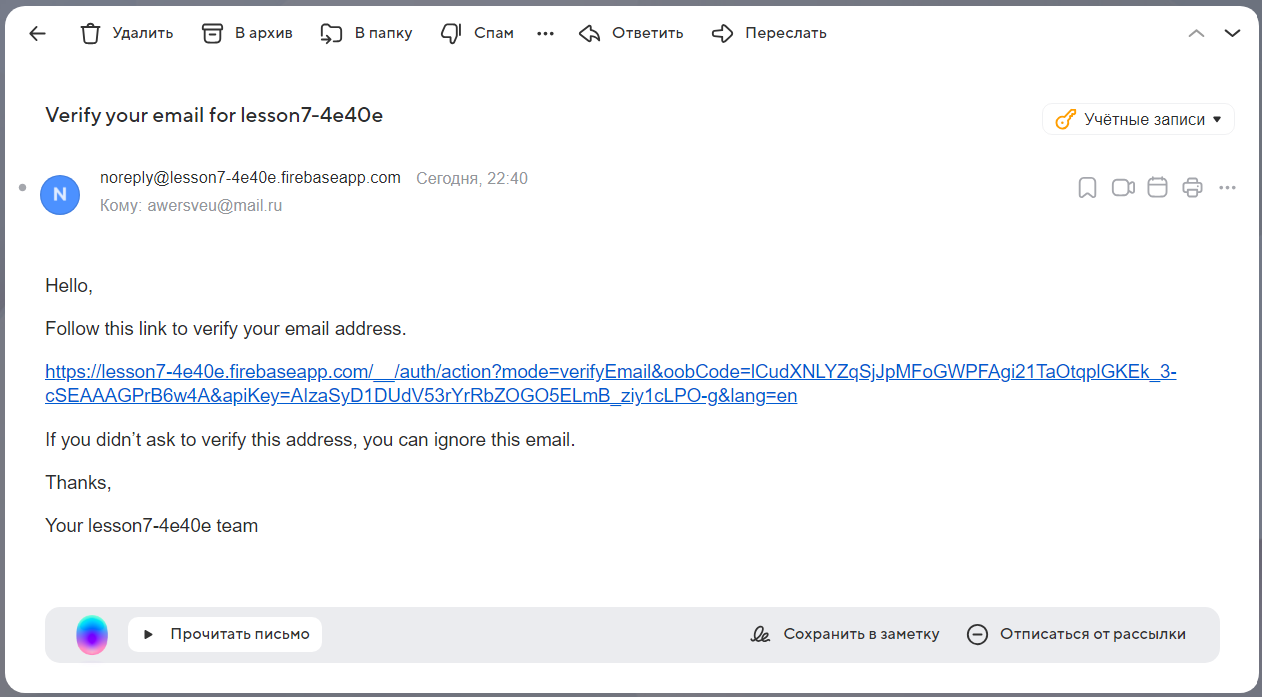 Удалить В архив В папку Спам ••• Ответить Переслать
Verify your email for lesson7-4e40e
Учётные записи
noreply@lesson7-4e40e.firebaseapp.com Сегодня, 22:40
N
Кому: awersveu@mail.ru
Hello,
Follow this link to verify your email address.
https://lesson7-4e40e.firebaseapp.com/__/auth/action?mode=verifyEmail&oobCode=lCudXNLYZqSjJpMFoGWPFAgi21TaOtqplGKEk_3-
cSEAAAGPrB6w4A&apiKey=AIzaSyD1DUdV53rYrRbZOGO5ELmB_ziy1cLPO-g&lang=en
If you didn’t ask to verify this address, you can ignore this email.
Thanks,
Your lesson7-4e40e team
Прочитать письмо Сохранить в заметку Отписаться от рассылки